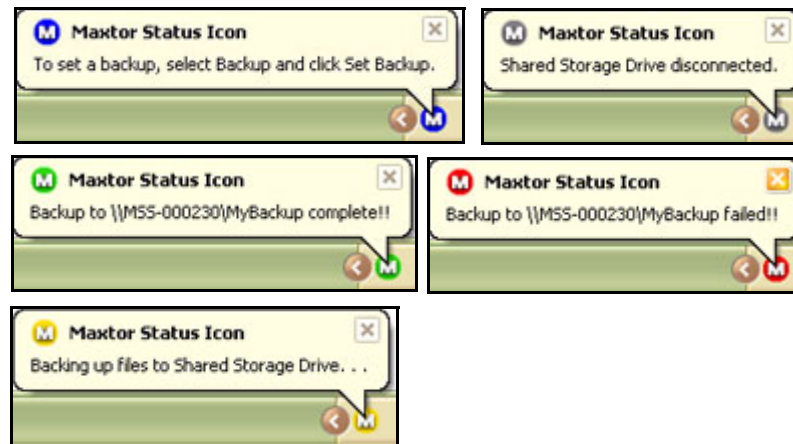 M Maxtor Status Icon
To set a backup, select Backup and click Set Backup.
M
M Maxtor Status Icon
Shared Storage Drive disconnected.
M
M Maxtor Status Icon
Backup to \\MSS-000230\MyBackup complete!!
M
M Maxtor Status Icon
Backup to \\MSS-000230\MyBackup failed!!
M
M Maxtor Status Icon
Backing up files to Shared Storage Drive. . .
M